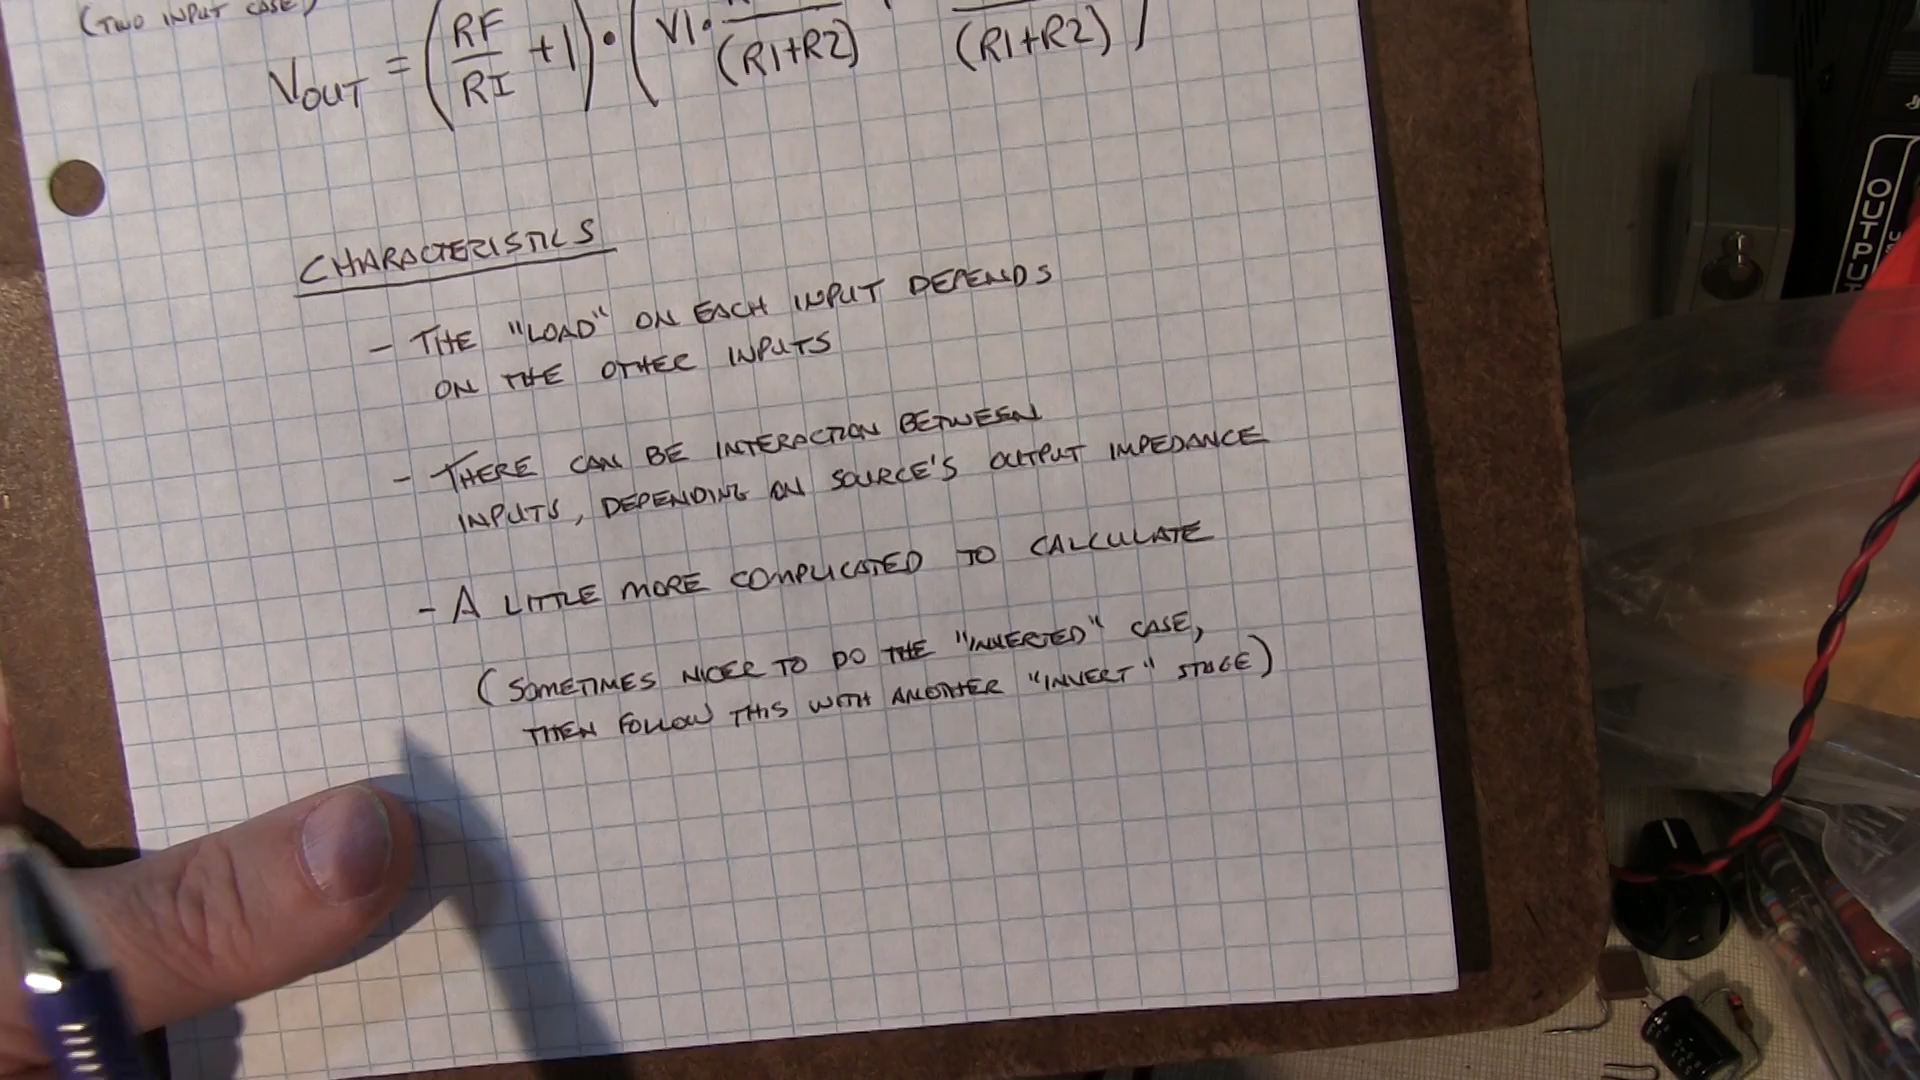 (TWO INPUT CASE)
VOUT = (RF/RI + 1) • (V1 • /(R1+R2) /(R1+R2))
CHARACTERISTICS
- THE "LOAD" ON EACH INPUT DEPENDS
ON THE OTHER INPUTS
- THERE CAN BE INTERACTION BETWEEN
INPUTS, DEPENDING ON SOURCE'S OUTPUT IMPEDANCE
- A LITTLE MORE COMPLICATED TO CALCULATE
(SOMETIMES NICER TO DO THE "INVERTED" CASE,
THEN FOLLOW THIS WITH ANOTHER "INVERT" STAGE)
OUTPUT